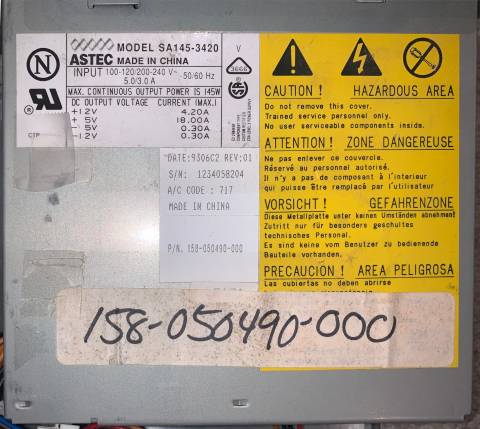 N
UR
CTP
ASTEC
MODEL SA145-3420
MADE IN CHINA
INPUT 100-120/200-240 V~ 50/60 Hz
5.0/3.0 A
MAX. CONTINUOUS OUTPUT POWER IS 145W
DC OUTPUT VOLTAGE CURRENT (MAX.)
+12V 4.20A
+ 5V 18.00A
- 5V 0.30A
-12V 0.30A
V
DATE:9306C2 REV:01
S/N: 123405B204
A/C CODE : 717
MADE IN CHINA
P/N. 158-050490-000
CAUTION ! HAZARDOUS AREA
Do not remove this cover.
Trained service personnel only.
No user serviceable components inside.
ATTENTION ! ZONE DANGEREUSE
Ne pas enlever ce couvercle.
Réservé au personnel autorisé.
Il n'y a pas de composant à l'interieur
qui puisse être remplacé par l'utilisateur
VORSICHT ! GEFAHRENZONE
Diese Metallplatte unter keinen Umständen abnehmen!
Zutritt nur für besonders geschultes
technisches Personal.
Es sind keine vom Benutzer zu bedienende
Bauteile vorhanden.
PRECAUCION ! AREA PELIGROSA
Las cubiertas no deben abrirse
158-050490-000